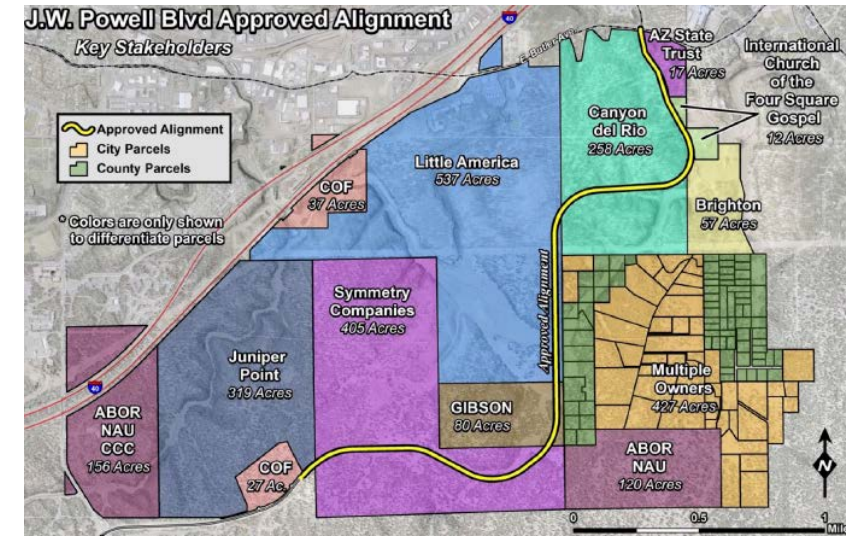 J.W. Powell Blvd Approved Alignment
Key Stakeholders
40
E. Butler Ave.
AZ State
Trust
17 Acres
International
Church
of the
Four Square
Gospel
12 Acres
Approved Alignment
City Parcels
County Parcels
* Colors are only shown
to differentiate parcels
COF
37 Acres
Little America
537 Acres
Canyon
del Rio
258 Acres
Brighton
57 Acres
Approved Alignment
Symmetry
Companies
405 Acres
Juniper
Point
319 Acres
40
ABOR
NAU
CCC
156 Acres
GIBSON
80 Acres
Multiple
Owners
427 Acres
COF
27 Ac.
ABOR
NAU
120 Acres
N
0
0.5
1
Mile